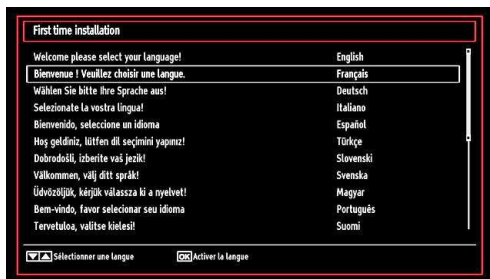 First time installation
Welcome please select your language! English
Bienvenue ! Veuillez choisir une langue. Français
Wählen Sie bitte Ihre Sprache aus! Deutsch
Selezionate la vostra lingua! Italiano
Bienvenido, seleccione un idioma Español
Hoş geldiniz, lütfen dil seçimini yapınız! Türkçe
Dobrodošli, izberite vaš jezik! Slovenski
Välkommen, välj ditt språk! Svenska
Üdvözöljük, kérjük válassza ki a nyelvet! Magyar
Bem-vindo, favor selecionar seu idioma Português
Tervetuloa, valitse kielesi! Suomi
Sélectionner une langue OK Activer la langue